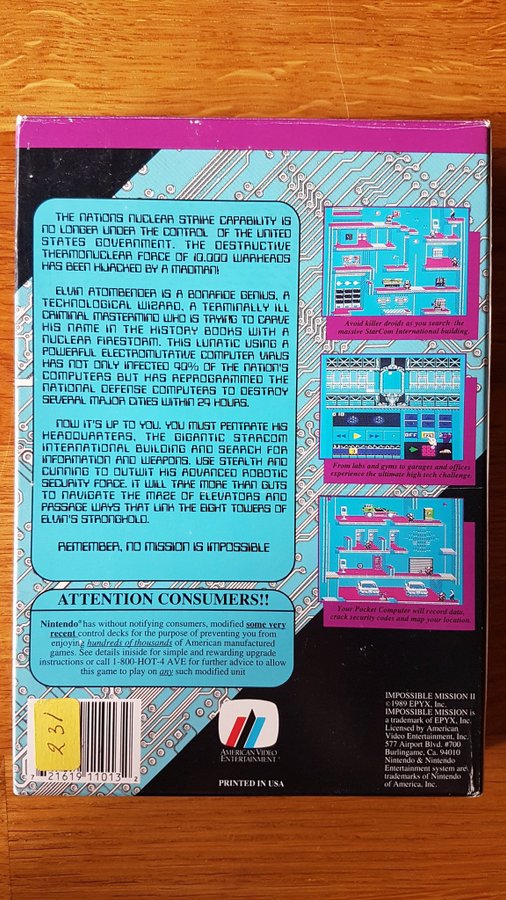 THE NATIONS NUCLEAR STRIKE CAPABILITY IS
NO LONGER UNDER THE CONTROL OF THE UNITED
STATES GOVERNMENT. THE DESTRUCTIVE
THERMONUCLEAR FORCE OF 10,000 WARHEADS
HAS BEEN HIJACKED BY A MADMAN!
ELVIN ATOMBENDER IS A BONAFIDE GENIUS, A
TECHNOLOGICAL WIZARD, A TERMINALLY ILL
CRIMINAL MASTERMIND WHO IS TRYING TO CARVE
HIS NAME IN THE HISTORY BOOKS WITH A
NUCLEAR FIRESTORM. THIS LUNATIC USING A
POWERFUL ELECTROMUTATIVE COMPUTER VIRUS
HAS NOT ONLY INFECTED 90% OF THE NATION'S
COMPUTERS BUT HAS REPROGRAMMED THE
NATIONAL DEFENSE COMPUTERS TO DESTROY
SEVERAL MAJOR CITIES WITHIN 24 HOURS.
NOW IT'S UP TO YOU. YOU MUST PENTRATE HIS
HEADQUARTERS, THE GIGANTIC STARCOM
INTERNATIONAL BUILDING AND SEARCH FOR
INFORMATION AND WEAPONS. USE STEALTH AND
CUNNING TO OUTWIT HIS ADVANCED ROBOTIC
SECURITY FORCE. IT WILL TAKE MORE THAN GUTS
TO NAVIGATE THE MAZE OF ELEVATORS AND
PASSAGE WAYS THAT LINK THE EIGHT TOWERS OF
ELVIN'S STRONGHOLD.
REMEMBER, NO MISSION IS IMPOSSIBLE
Avoid killer droids as you search the
massive StarCom International building.
From labs and gyms to garages and offices
experience the ultimate high tech challenge.
Your Pocket Computer will record data,
crack security codes and map your location.
ATTENTION CONSUMERS!!
Nintendo® has without notifying consumers, modified some very
recent control decks for the purpose of preventing you from
enjoying hundreds of thousands of American manufactured
games. See details inside for simple and rewarding upgrade
instructions or call 1-800-HOT-4 AVE for further advice to allow
this game to play on any such modified unit
231
7 21619 11013 2
AMERICAN VIDEO
ENTERTAINMENT
PRINTED IN USA
IMPOSSIBLE MISSION II
©1989 EPYX, Inc.
IMPOSSIBLE MISSION is
a trademark of EPYX, Inc.
Licensed by American
Video Entertainment, Inc.
577 Airport Blvd. #700
Burlingame, Ca. 94010
Nintendo & Nintendo
Entertainment system are
trademarks of Nintendo
of America, Inc.